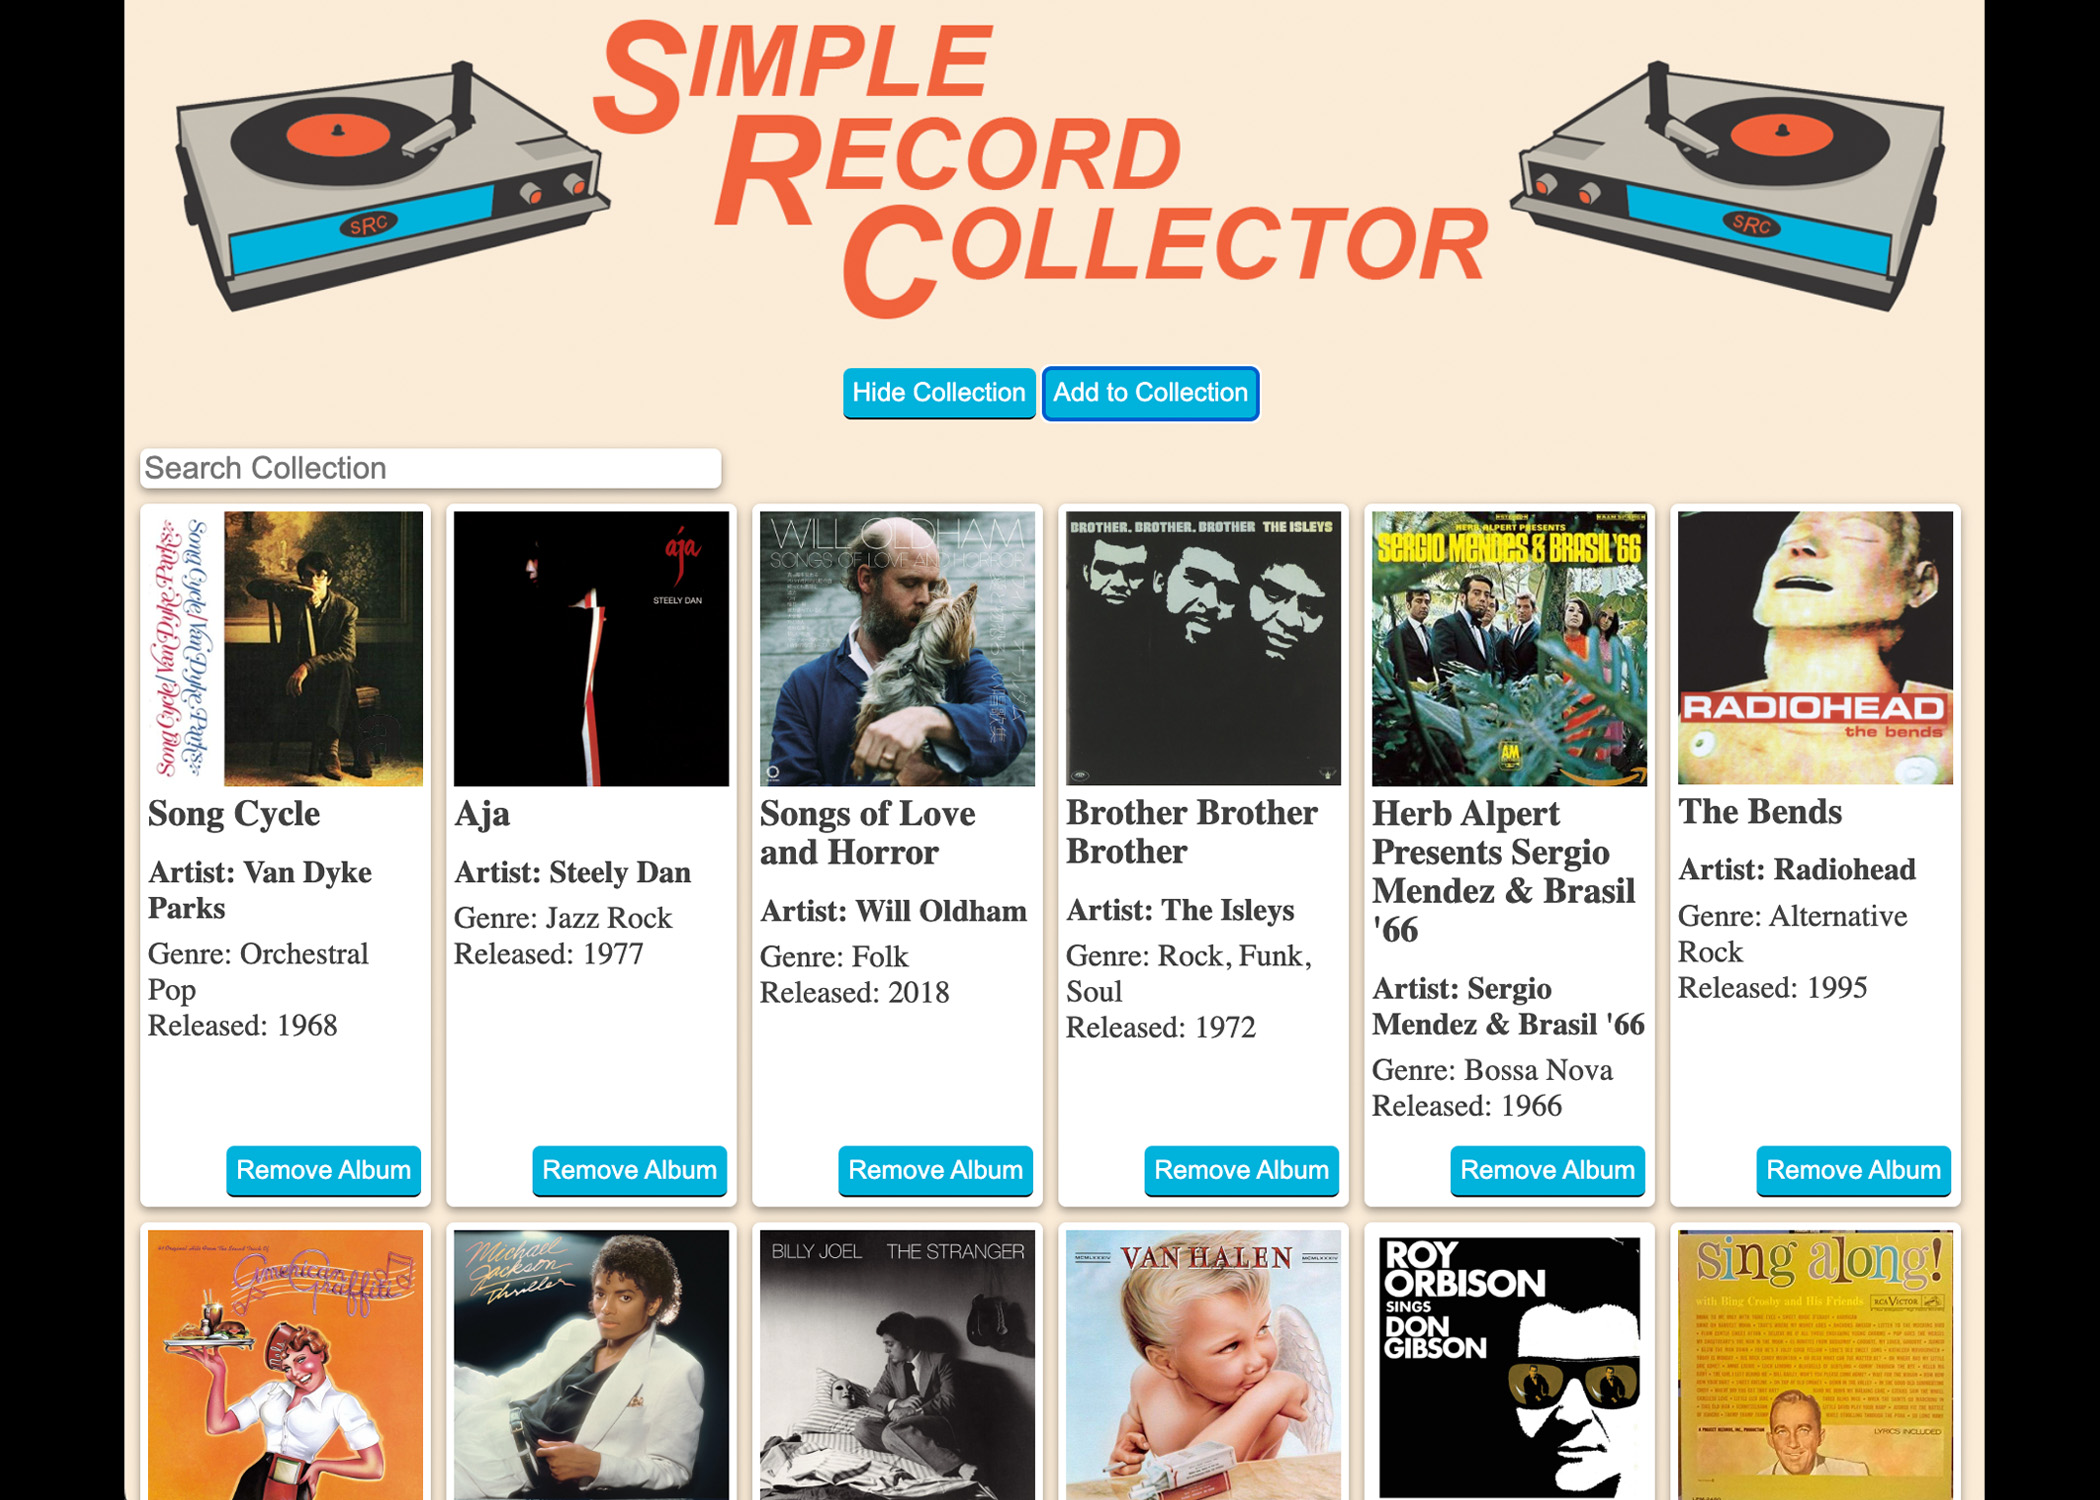 SIMPLE
RECORD
COLLECTOR
SRC
SRC
Hide Collection
Add to Collection
Search Collection
Song Cycle/Van Dyke Parks
Song Cycle/Van Dyke Parks
Song Cycle
Artist: Van Dyke
Parks
Genre: Orchestral
Pop
Released: 1968
Remove Album
aja
STEELY DAN
Aja
Artist: Steely Dan
Genre: Jazz Rock
Released: 1977
Remove Album
WILL OLDHAM
SONGS OF LOVE AND HORROR
Songs of Love
and Horror
Artist: Will Oldham
Genre: Folk
Released: 2018
Remove Album
BROTHER, BROTHER, BROTHER THE ISLEYS
Brother Brother
Brother
Artist: The Isleys
Genre: Rock, Funk,
Soul
Released: 1972
Remove Album
HERB ALPERT PRESENTS
SERGIO MENDES & BRASIL '66
A&M
Herb Alpert
Presents Sergio
Mendez & Brasil
'66
Artist: Sergio
Mendez & Brasil '66
Genre: Bossa Nova
Released: 1966
Remove Album
RADIOHEAD
the bends
The Bends
Artist: Radiohead
Genre: Alternative
Rock
Released: 1995
Remove Album
American Graffiti
Michael
Jackson
Thriller
BILLY JOEL THE STRANGER
MCMLXXXIV VAN HALEN MCMLXXXIV
ROY
ORBISON
SINGS
DON
GIBSON
sing along!
with Bing Crosby and His Friends
RCA VICTOR
LYRICS INCLUDED